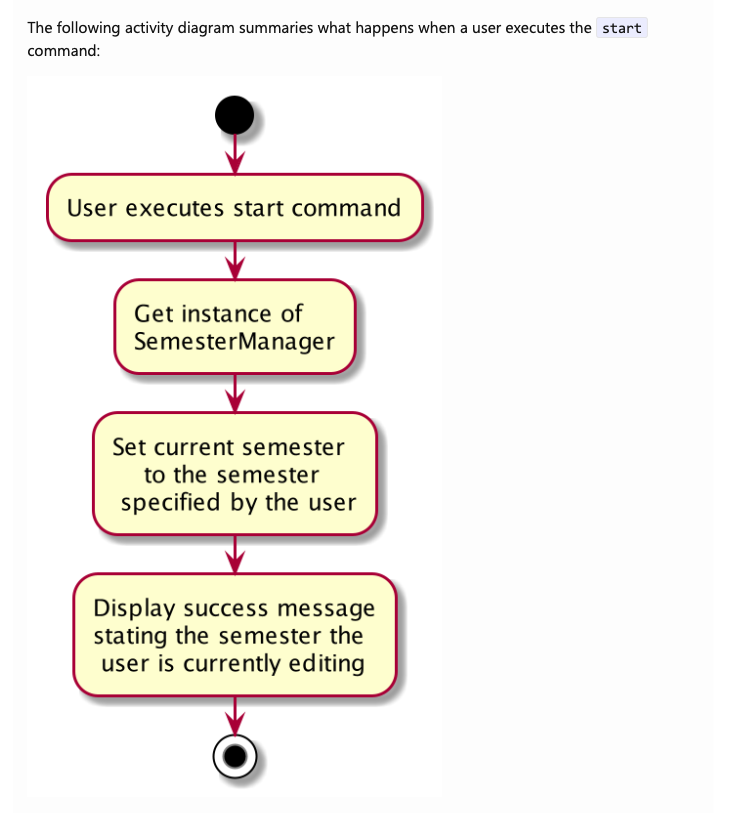 The following activity diagram summaries what happens when a user executes the start
command:
User executes start command
Get instance of
SemesterManager
Set current semester
to the semester
specified by the user
Display success message
stating the semester the
user is currently editing